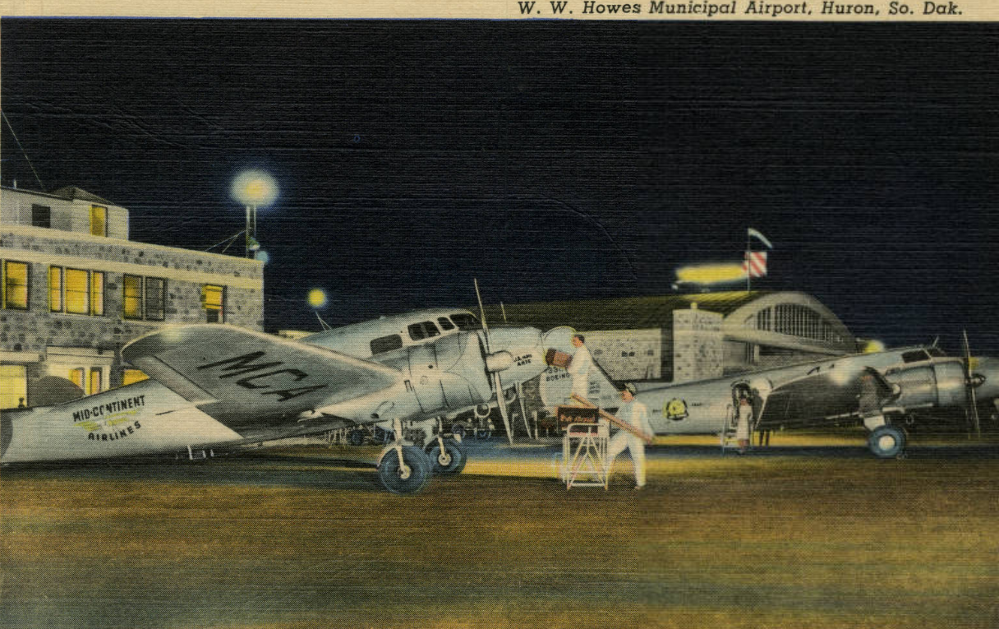 W. W. Howes Municipal Airport, Huron, So. Dak.
MCA
MID-CONTINENT
AIRLINES
BOEING